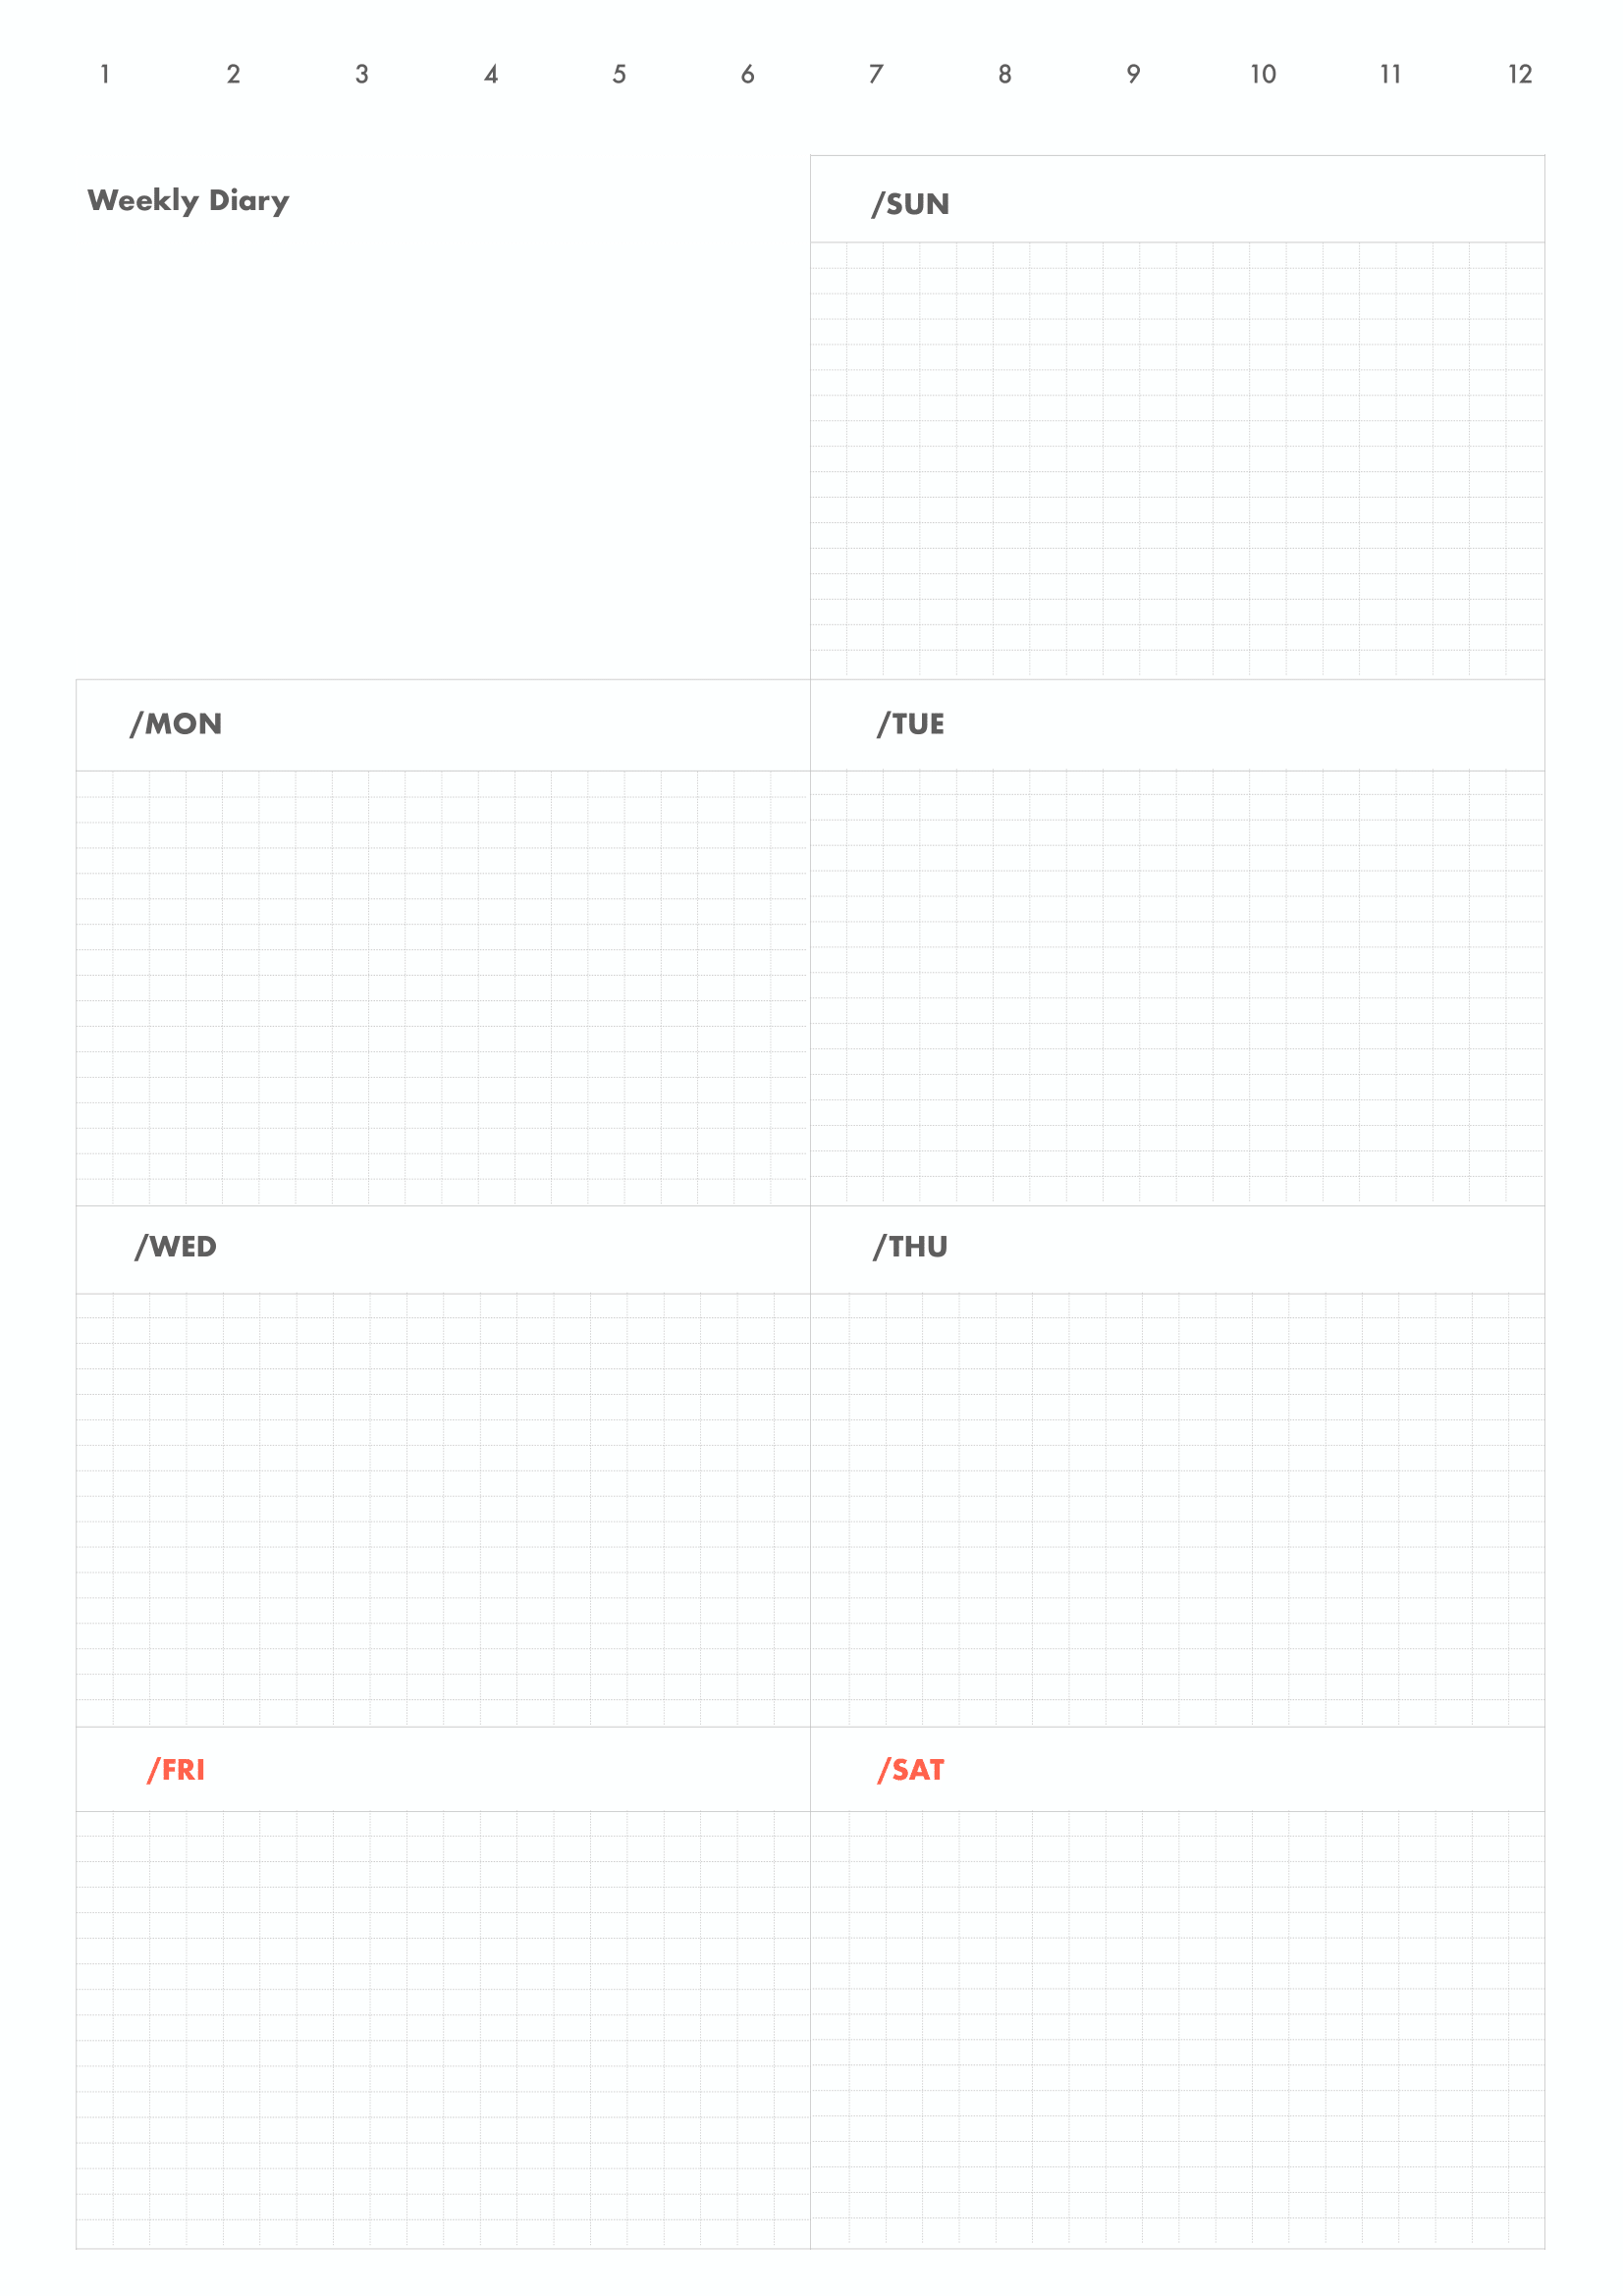 1 2 3 4 5 6 7 8 9 10 11 12
Weekly Diary
/SUN
/MON
/TUE
/WED
/THU
/FRI
/SAT